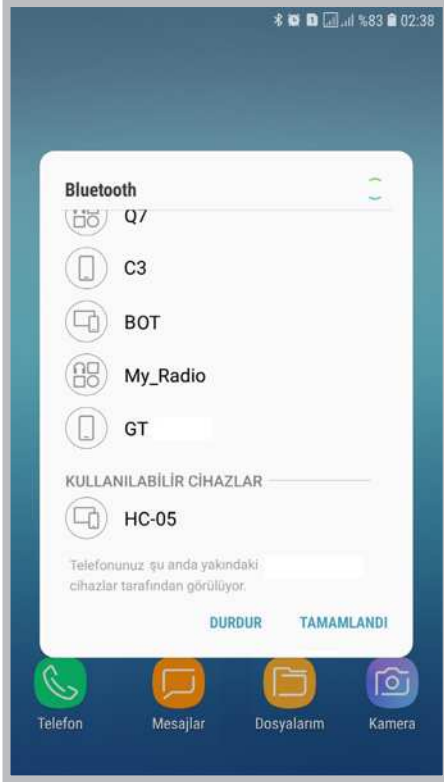 %83 02:38
Bluetooth
Q7
C3
BOT
My_Radio
GT
KULLANILABİLİR CİHAZLAR
HC-05
Telefonunuz şu anda yakındaki
cihazlar tarafından görülüyor.
DURDUR TAMAMLANDI
Telefon Mesajlar Dosyalarım Kamera